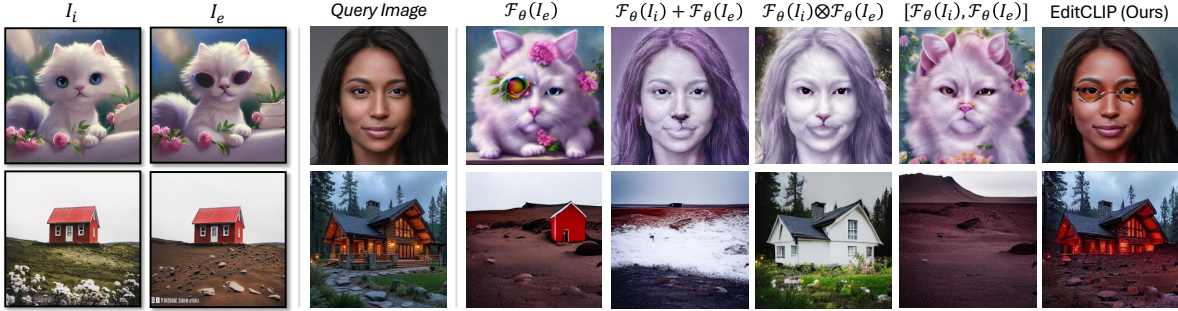 I_i I_e Query Image F_θ(I_e) F_θ(I_i) + F_θ(I_e) F_θ(I_i)⊗F_θ(I_e) [F_θ(I_i), F_θ(I_e)] EditCLIP (Ours)